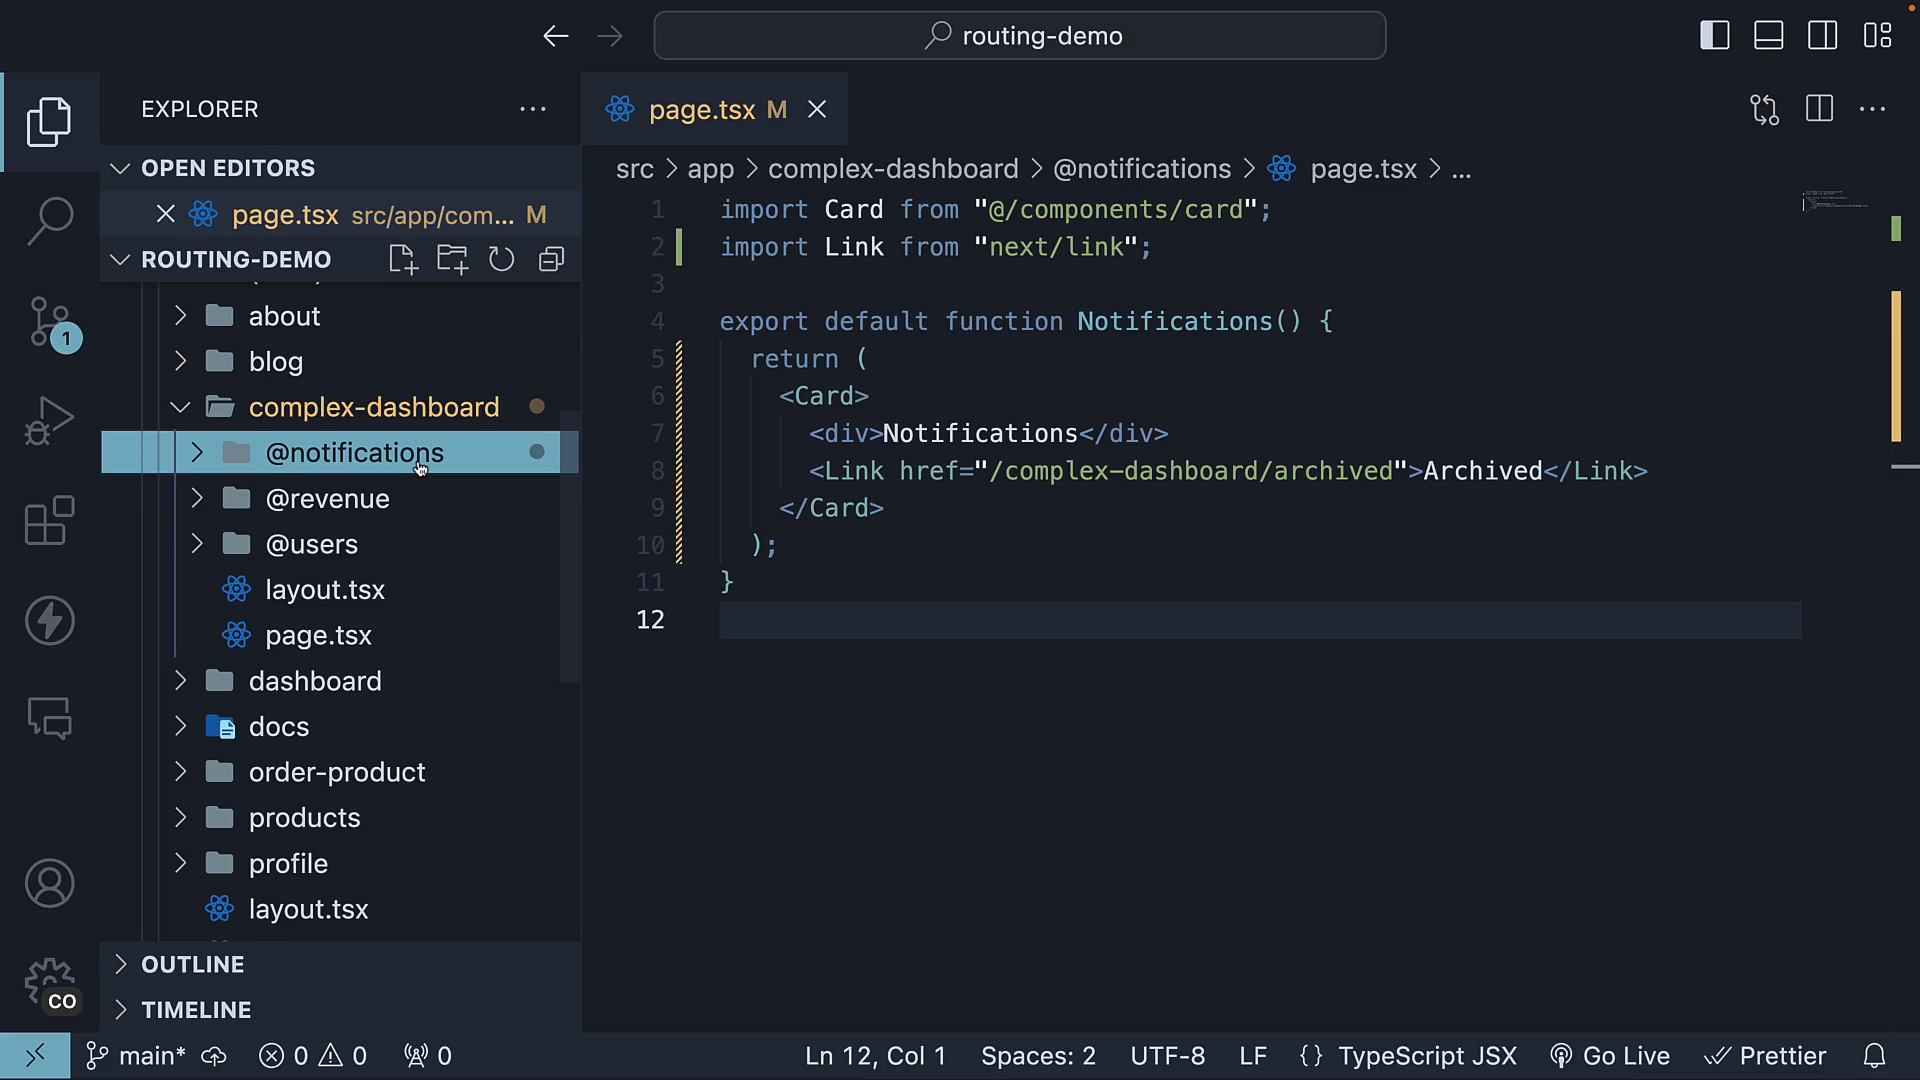 routing-demo
EXPLORER
page.tsx M
OPEN EDITORS
page.tsx src/app/com... M
src > app > complex-dashboard > @notifications > page.tsx > ...
ROUTING-DEMO
about
blog
complex-dashboard
@notifications
@revenue
@users
layout.tsx
page.tsx
dashboard
docs
order-product
products
profile
layout.tsx
OUTLINE
TIMELINE
1
CO
1 import Card from "@/components/card";
2 import Link from "next/link";
3
4 export default function Notifications() {
5 return (
6 <Card>
7 <div>Notifications</div>
8 <Link href="/complex-dashboard/archived">Archived</Link>
9 </Card>
10 );
11 }
12
main* 0 0 0 Ln 12, Col 1 Spaces: 2 UTF-8 LF {} TypeScript JSX Go Live Prettier